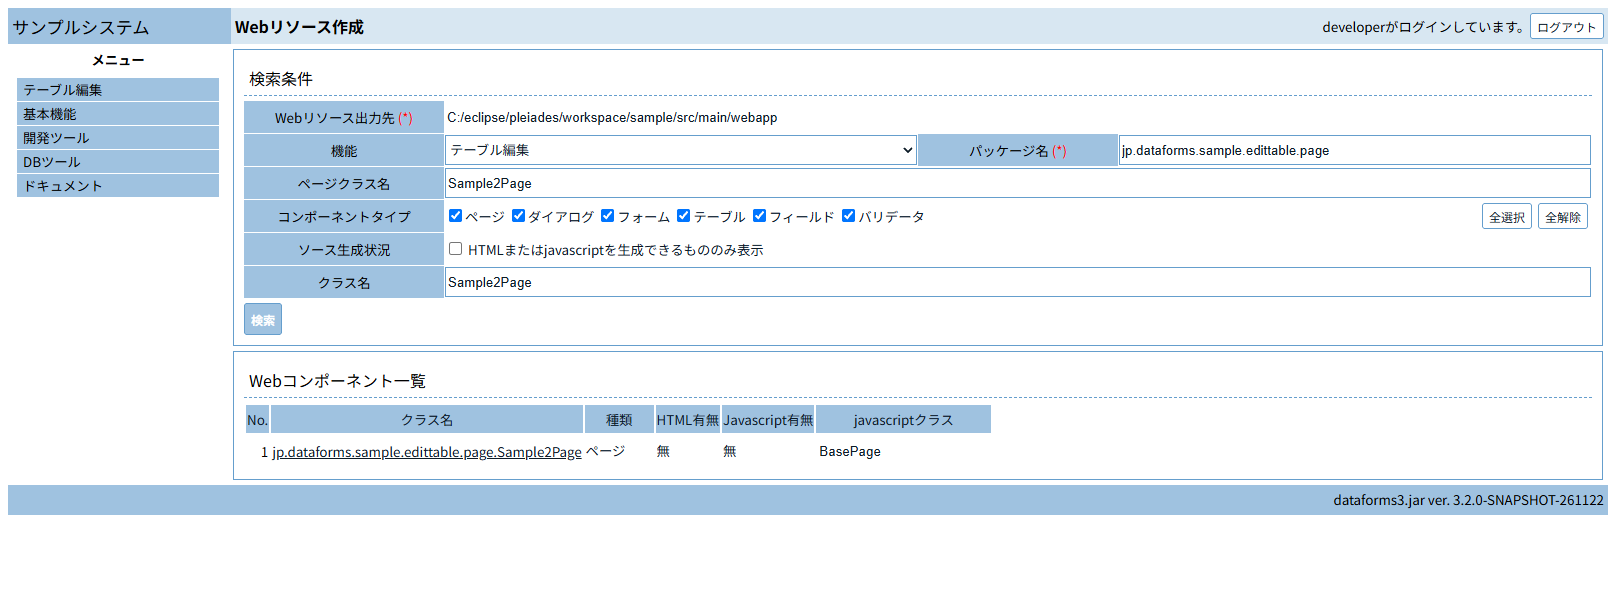 サンプルシステム
Webリソース作成
developerがログインしています。 ログアウト
メニュー
テーブル編集
基本機能
開発ツール
DBツール
ドキュメント
検索条件
Webリソース出力先 (*) C:/eclipse/pleiades/workspace/sample/src/main/webapp
機能 テーブル編集 パッケージ名 (*) jp.dataforms.sample.edittable.page
ページクラス名 Sample2Page
コンポーネントタイプ ページ ダイアログ フォーム テーブル フィールド バリデータ 全選択 全解除
ソース生成状況 HTMLまたはjavascriptを生成できるもののみ表示
クラス名 Sample2Page
検索
Webコンポーネント一覧
No. クラス名 種類 HTML有無 Javascript有無 javascriptクラス
1 jp.dataforms.sample.edittable.page.Sample2Page ページ 無 無 BasePage
dataforms3.jar ver. 3.2.0-SNAPSHOT-261122